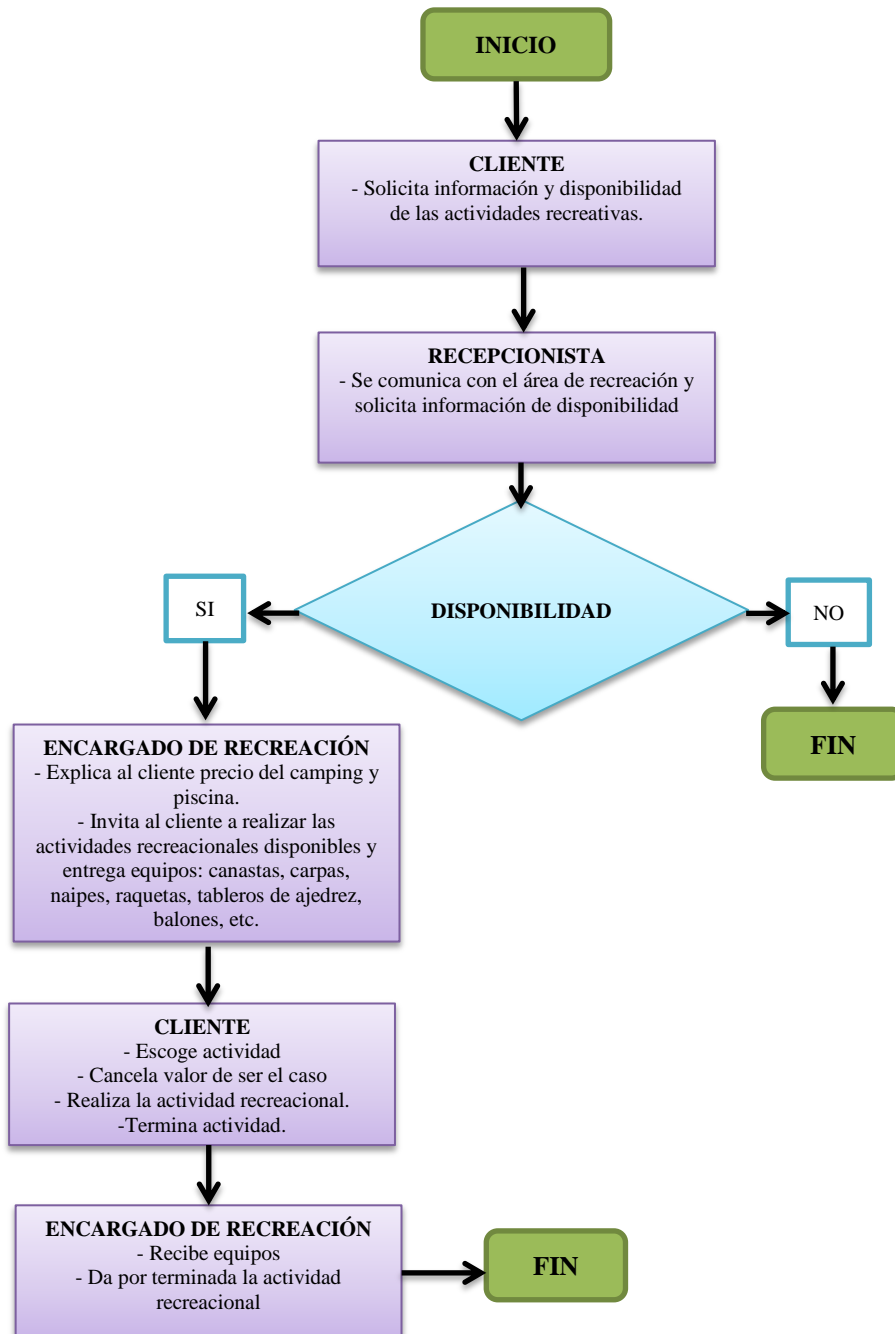 INICIO
CLIENTE
- Solicita información y disponibilidad
de las actividades recreativas.
RECEPCIONISTA
- Se comunica con el área de recreación y
solicita información de disponibilidad
DISPONIBILIDAD
SI
NO
FIN
ENCARGADO DE RECREACIÓN
- Explica al cliente precio del camping y
piscina.
- Invita al cliente a realizar las
actividades recreacionales disponibles y
entrega equipos: canastas, carpas,
naipes, raquetas, tableros de ajedrez,
balones, etc.
CLIENTE
- Escoge actividad
- Cancela valor de ser el caso
- Realiza la actividad recreacional.
-Termina actividad.
ENCARGADO DE RECREACIÓN
- Recibe equipos
- Da por terminada la actividad
recreacional
FIN